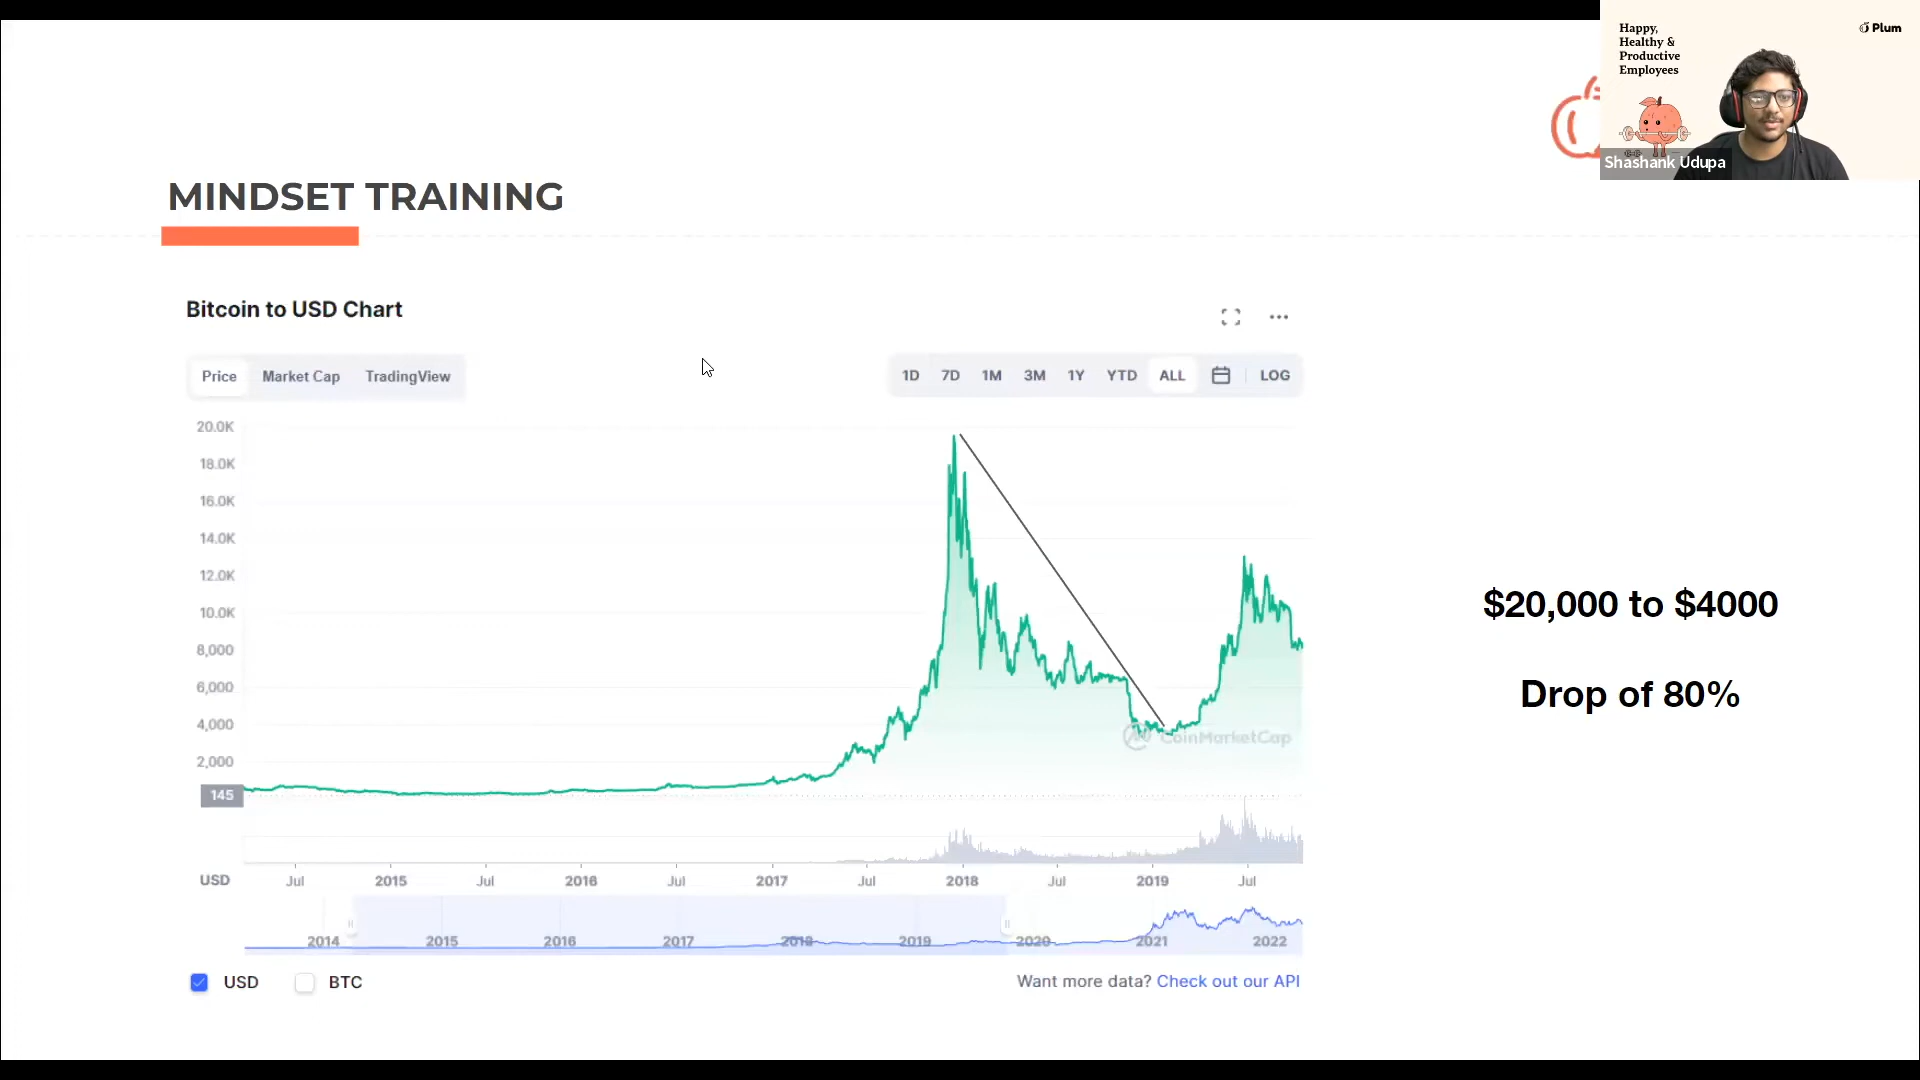 Happy,
Healthy &
Productive
Employees
Plum
Shashank Udupa
MINDSET TRAINING
Bitcoin to USD Chart
Price Market Cap TradingView
1D 7D 1M 3M 1Y YTD ALL LOG
20.0K
18.0K
16.0K
14.0K
12.0K
10.0K
8,000
6,000
4,000
2,000
145
CoinMarketCap
$20,000 to $4000
Drop of 80%
USD Jul 2015 Jul 2016 Jul 2017 Jul 2018 Jul 2019 Jul
2014 2015 2016 2017 2018 2019 2020 2021 2022
USD BTC
Want more data? Check out our API